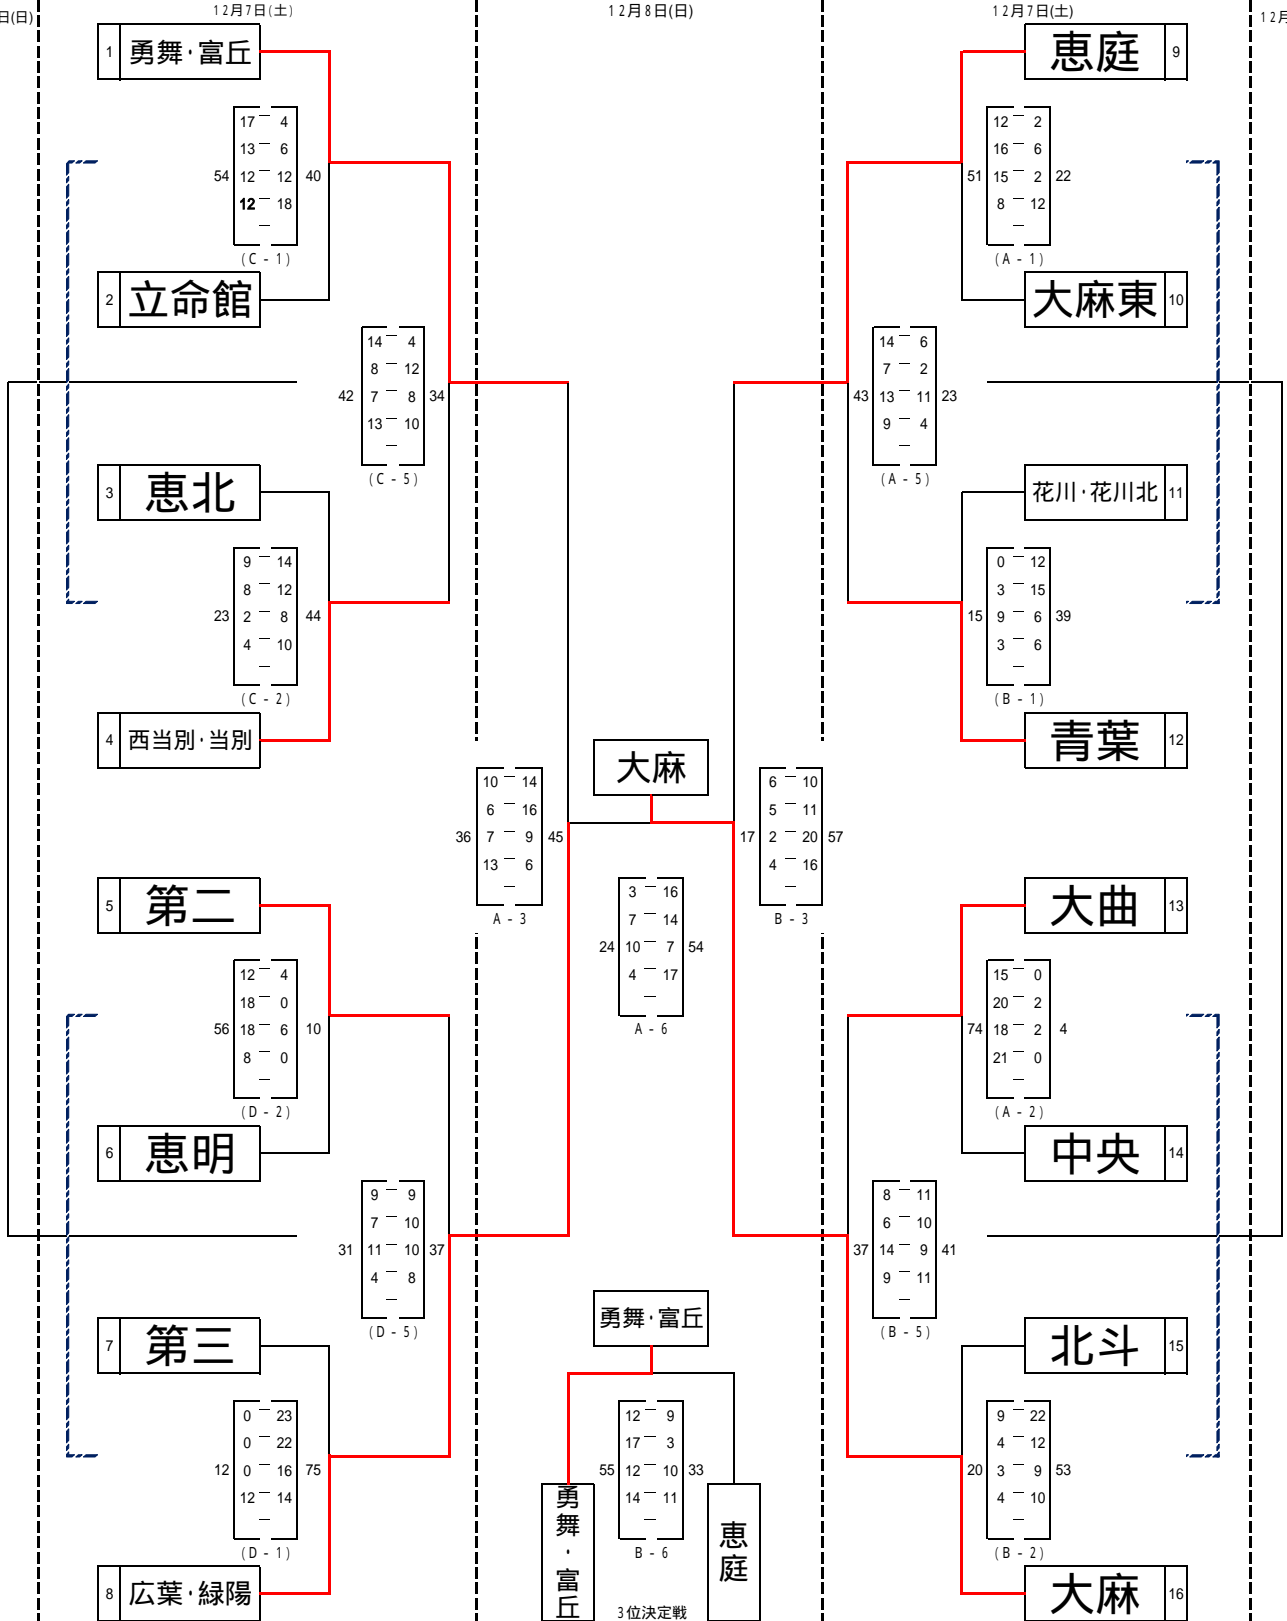 日(日)
12月7日(土)
12月8日(日)
12月7日(土)
12月
1 勇舞・富丘
恵庭 9
17 4
13 6
54 12 12 40
12 18
(C-1)
12 2
16 6
51 15 2 22
8 12
(A-1)
2 立命館
大麻東 10
14 4
8 12
42 7 8 34
13 10
(C-5)
14 6
7 2
43 13 11 23
9 4
(A-5)
3 恵北
花川・花川北 11
9 14
8 12
23 2 8 44
4 10
(C-2)
0 12
3 15
15 9 6 39
3 6
(B-1)
4 西当別・当別
大麻
青葉 12
10 14
6 16
36 7 9 45
13 6
A-3
6 10
5 11
17 2 20 57
4 16
B-3
5 第二
大曲 13
3 16
7 14
24 10 7 54
4 17
A-6
12 4
18 0
56 18 6 10
8 0
(D-2)
15 0
20 2
74 18 2 4
21 0
(A-2)
6 恵明
中央 14
9 9
7 10
31 11 10 37
4 8
(D-5)
8 11
6 10
37 14 9 41
9 11
(B-5)
7 第三
勇舞・富丘
北斗 15
0 23
0 22
12 0 16 75
12 14
(D-1)
12 9
17 3
55 12 10 33
14 11
B-6
9 22
4 12
20 3 9 53
4 10
(B-2)
勇舞・富丘
恵庭
8 広葉・緑陽
3位決定戦
大麻 16